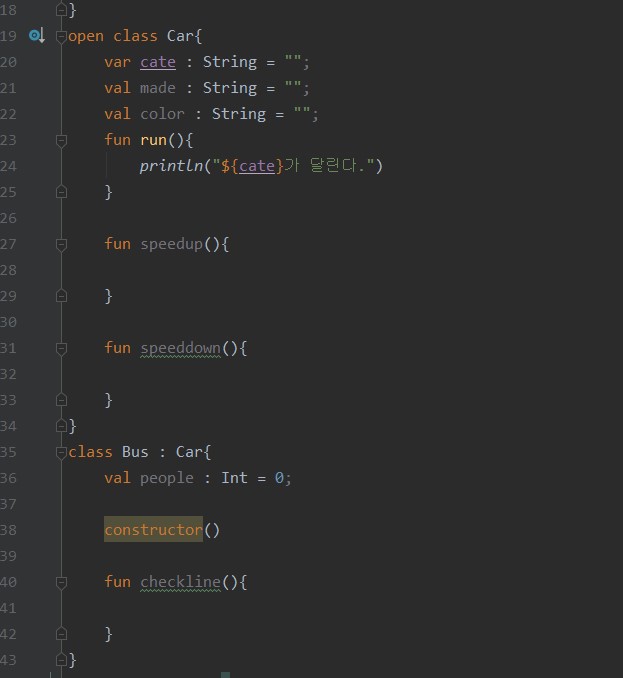 18 }
19 open class Car{
20 var cate : String = "";
21 val made : String = "";
22 val color : String = "";
23 fun run(){
24 println("${cate}가 달린다.")
25 }
26
27 fun speedup(){
28
29 }
30
31 fun speeddown(){
32
33 }
34 }
35 class Bus : Car{
36 val people : Int = 0;
37
38 constructor()
39
40 fun checkline(){
41
42 }
43 }